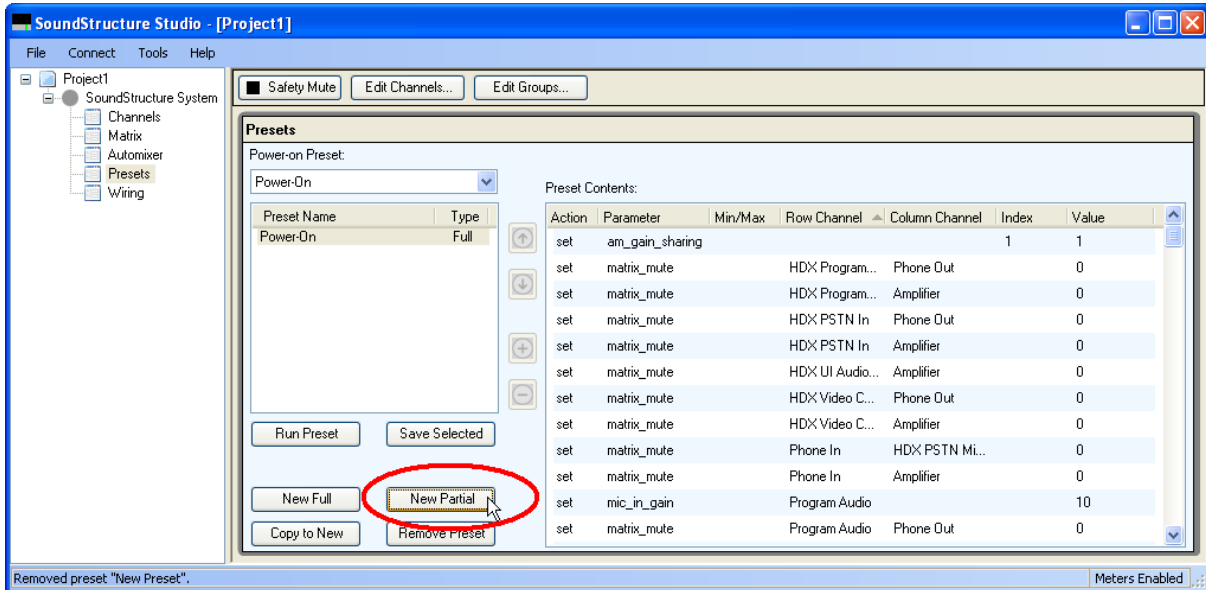 SoundStructure Studio - [Project1]
File Connect Tools Help
Project1
SoundStructure System
Channels
Matrix
Automixer
Presets
Wiring
Safety Mute Edit Channels... Edit Groups...
Presets
Power-on Preset:
Power-On
Preset Name Type
Power-On Full
Run Preset Save Selected
New Full New Partial
Copy to New Remove Preset
Preset Contents:
Action Parameter Min/Max Row Channel Column Channel Index Value
set am_gain_sharing 1 1
set matrix_mute HDX Program... Phone Out 0
set matrix_mute HDX Program... Amplifier 0
set matrix_mute HDX PSTN In Phone Out 0
set matrix_mute HDX PSTN In Amplifier 0
set matrix_mute HDX UI Audio... Amplifier 0
set matrix_mute HDX Video C... Phone Out 0
set matrix_mute HDX Video C... Amplifier 0
set matrix_mute Phone In HDX PSTN Mi... 0
set matrix_mute Phone In Amplifier 0
set mic_in_gain Program Audio 10
set matrix_mute Program Audio Phone Out 0
Removed preset "New Preset". Meters Enabled